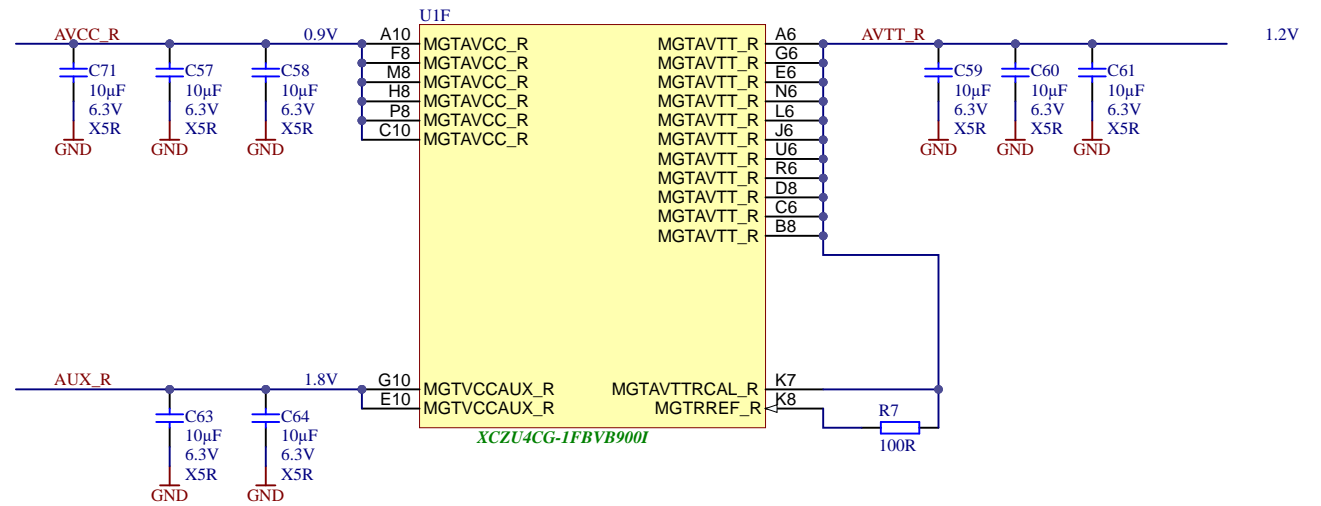 U1F
AVCC_R
0.9V
A10
MGTAVCC_R
MGTAVTT_R
A6
AVTT_R
1.2V
F8
MGTAVCC_R
MGTAVTT_R
G6
M8
MGTAVCC_R
MGTAVTT_R
E6
H8
MGTAVCC_R
MGTAVTT_R
N6
P8
MGTAVCC_R
MGTAVTT_R
L6
C10
MGTAVCC_R
MGTAVTT_R
J6
MGTAVTT_R
U6
MGTAVTT_R
R6
MGTAVTT_R
D8
MGTAVTT_R
C6
MGTAVTT_R
B8
C71
10µF
6.3V
X5R
GND
C57
10µF
6.3V
X5R
GND
C58
10µF
6.3V
X5R
GND
C59
10µF
6.3V
X5R
GND
C60
10µF
6.3V
X5R
GND
C61
10µF
6.3V
X5R
GND
AUX_R
1.8V
G10
MGTVCCAUX_R
MGTAVTTRCAL_R
K7
E10
MGTVCCAUX_R
MGTRREF_R
K8
R7
100R
XCZU4CG-1FBVB900I
C63
10µF
6.3V
X5R
GND
C64
10µF
6.3V
X5R
GND